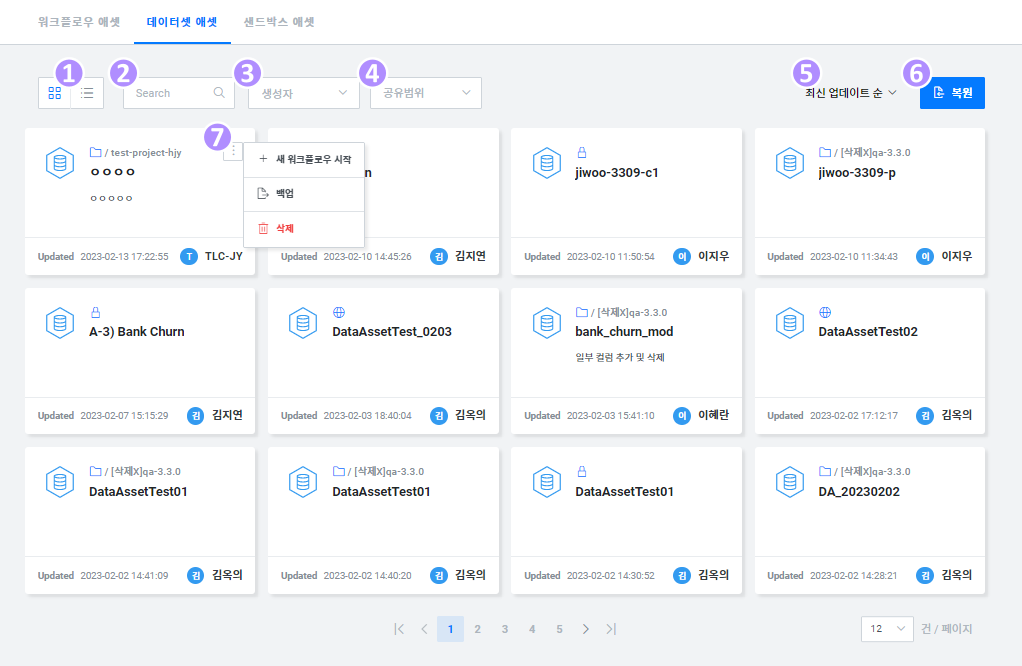 워크플로우 애셋 데이터셋 애셋 샌드박스 애셋
1 2 3 4 5 6
Search 생성자 공유범위 최신 업데이트 순 복원
7
/ test-project-hjy
ㅇㅇㅇㅇ
ㅇㅇㅇㅇㅇ
Updated 2023-02-13 17:22:55 T TLC-JY
새 워크플로우 시작
백업
삭제
n
Updated 2023-02-10 14:45:26 김 김지연
jiwoo-3309-c1
Updated 2023-02-10 11:50:54 이 이지우
/ [삭제X]qa-3.3.0
jiwoo-3309-p
Updated 2023-02-10 11:34:43 이 이지우
A-3) Bank Churn
Updated 2023-02-07 15:15:29 김 김지연
DataAssetTest_0203
Updated 2023-02-03 18:40:04 김 김옥의
/ [삭제X]qa-3.3.0
bank_churn_mod
일부 컬럼 추가 및 삭제
Updated 2023-02-03 15:41:10 이 이혜란
DataAssetTest02
Updated 2023-02-02 17:12:17 김 김옥의
/ [삭제X]qa-3.3.0
DataAssetTest01
Updated 2023-02-02 14:41:09 김 김옥의
/ [삭제X]qa-3.3.0
DataAssetTest01
Updated 2023-02-02 14:40:20 김 김옥의
DataAssetTest01
Updated 2023-02-02 14:30:52 김 김옥의
/ [삭제X]qa-3.3.0
DA_20230202
Updated 2023-02-02 14:28:21 김 김옥의
1 2 3 4 5 12 건 / 페이지